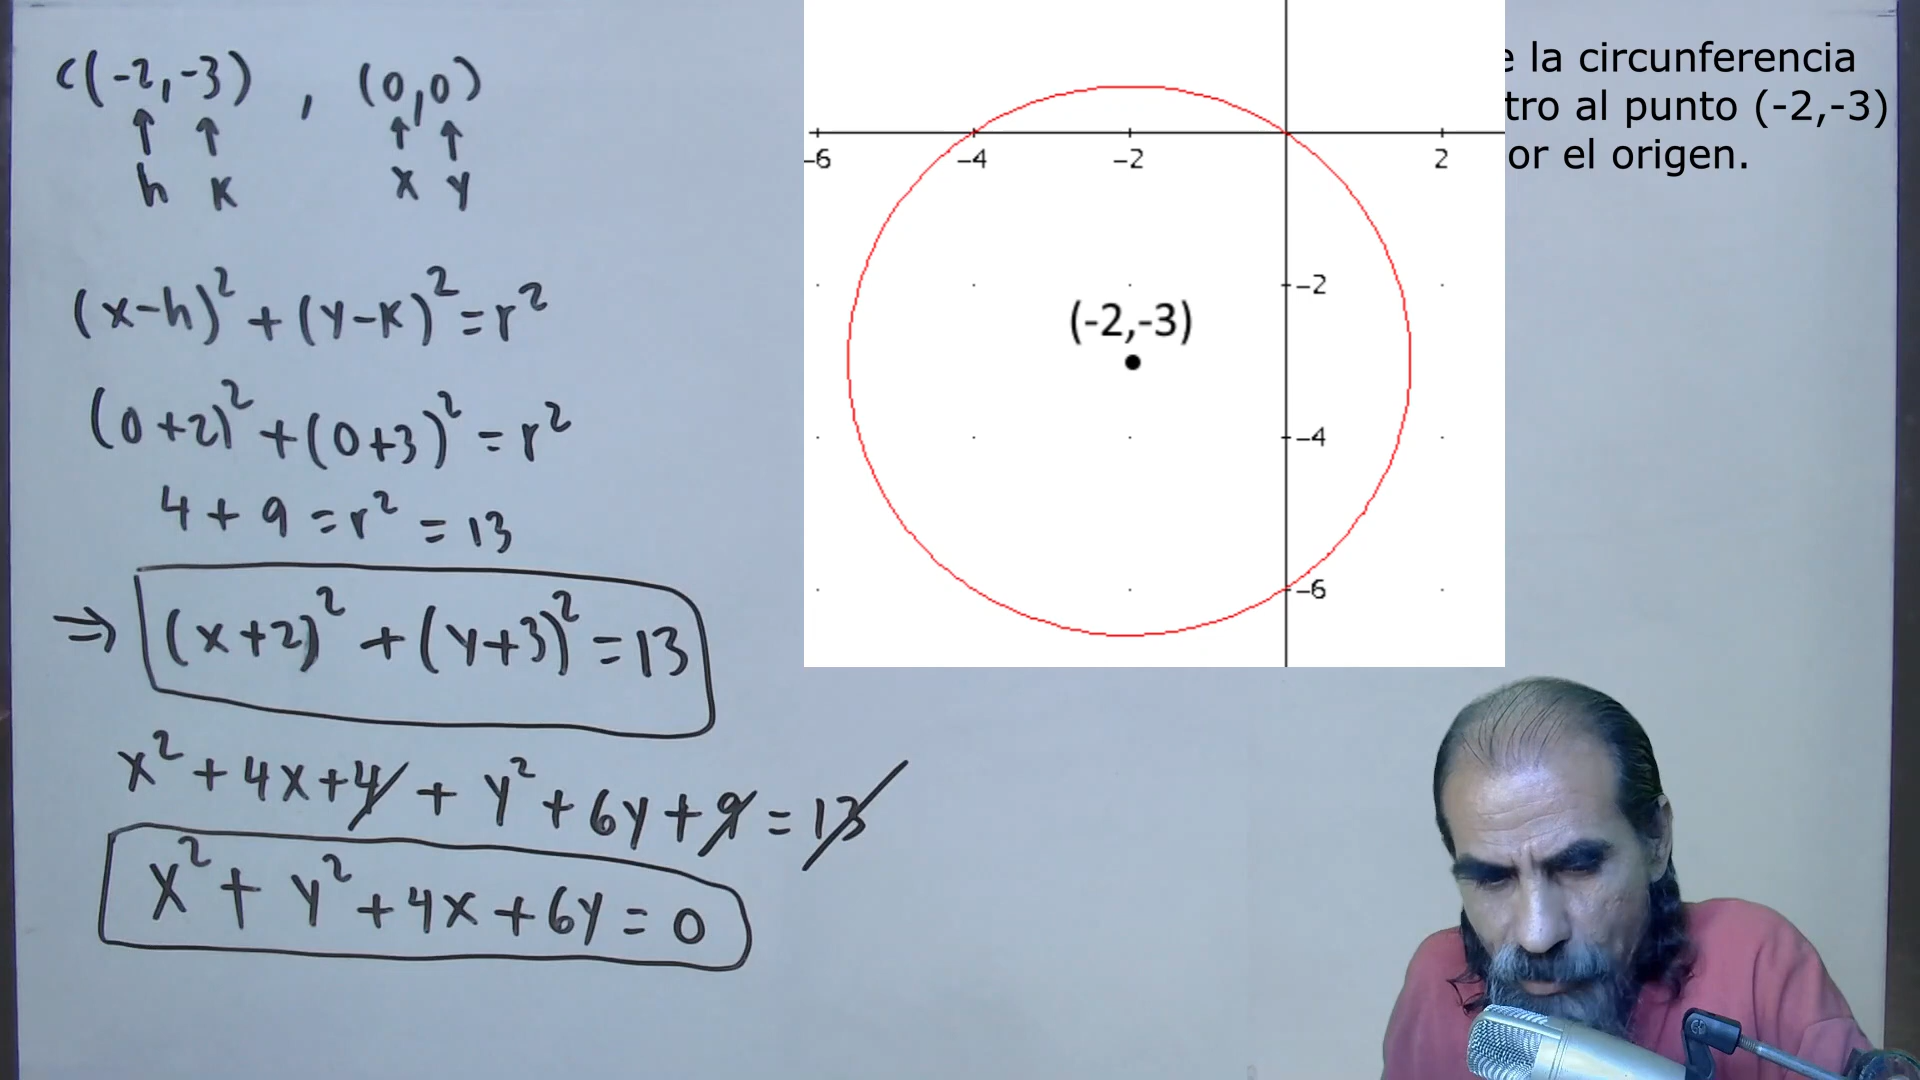 C(-2,-3) , (0,0)
h K X Y
(x-h)² + (y-K)² = r²
(0+2)² + (0+3)² = r²
4 + 9 = r² = 13
⇒ (x+2)² + (y+3)² = 13
x² + 4x + 4 + y² + 6y + 9 = 13
x² + y² + 4x + 6y = 0
-6 -4 -2 2
-2
(-2,-3)
-4
-6
e la circunferencia
tro al punto (-2,-3)
or el origen.